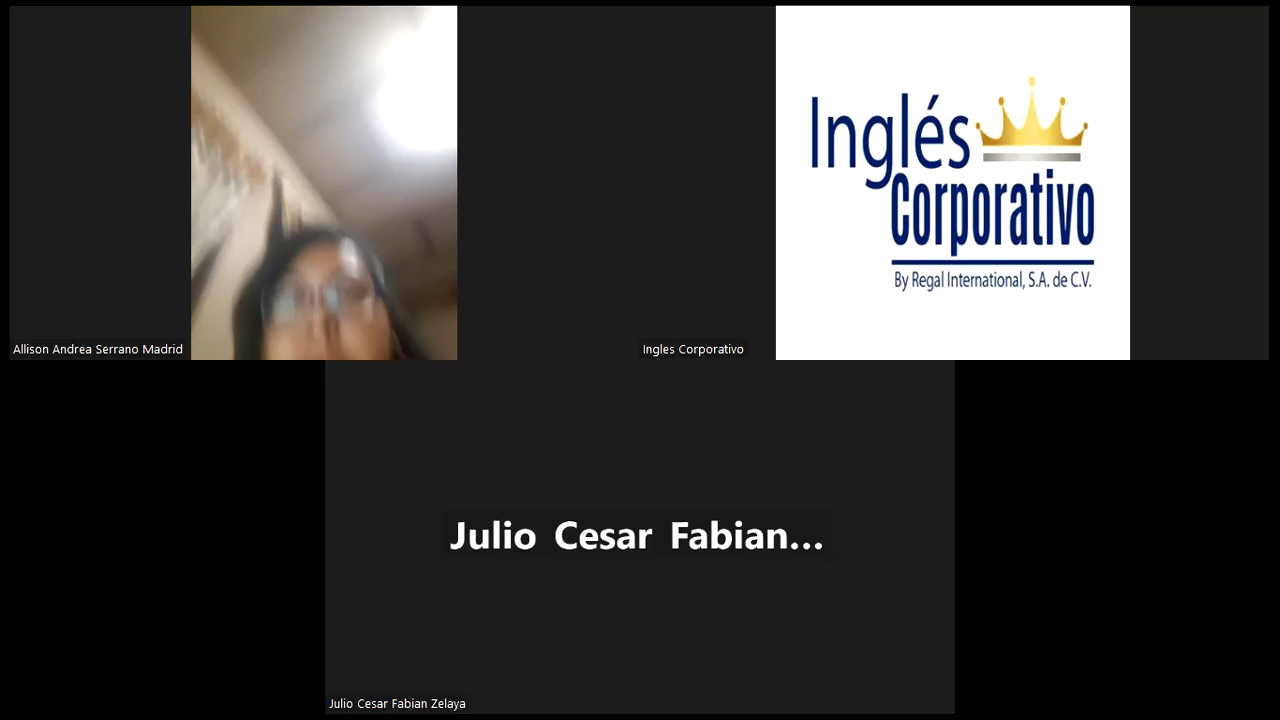 Inglés
Corporativo
By Regal International, S.A. de C.V.
Allison Andrea Serrano Madrid
Ingles Corporativo
Julio Cesar Fabian...
Julio Cesar Fabian Zelaya